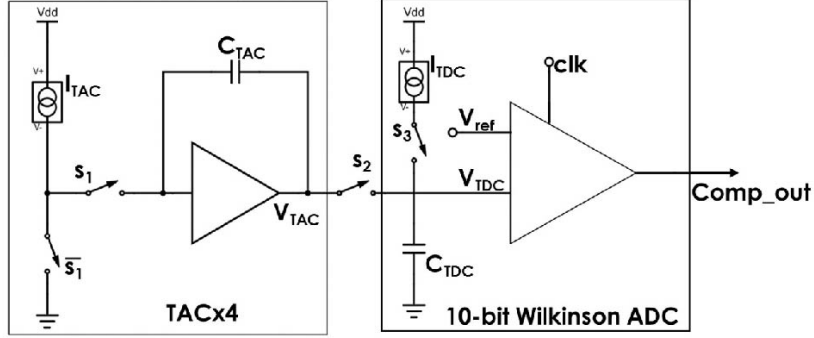 Vdd
Vdd
C_TAC
V+
I_TAC
V-
V+
I_TDC
V-
clk
s_3
V_ref
s_1
s_2
V_TAC
V_TDC
Comp_out
s̅_1
C_TDC
TACx4
10-bit Wilkinson ADC